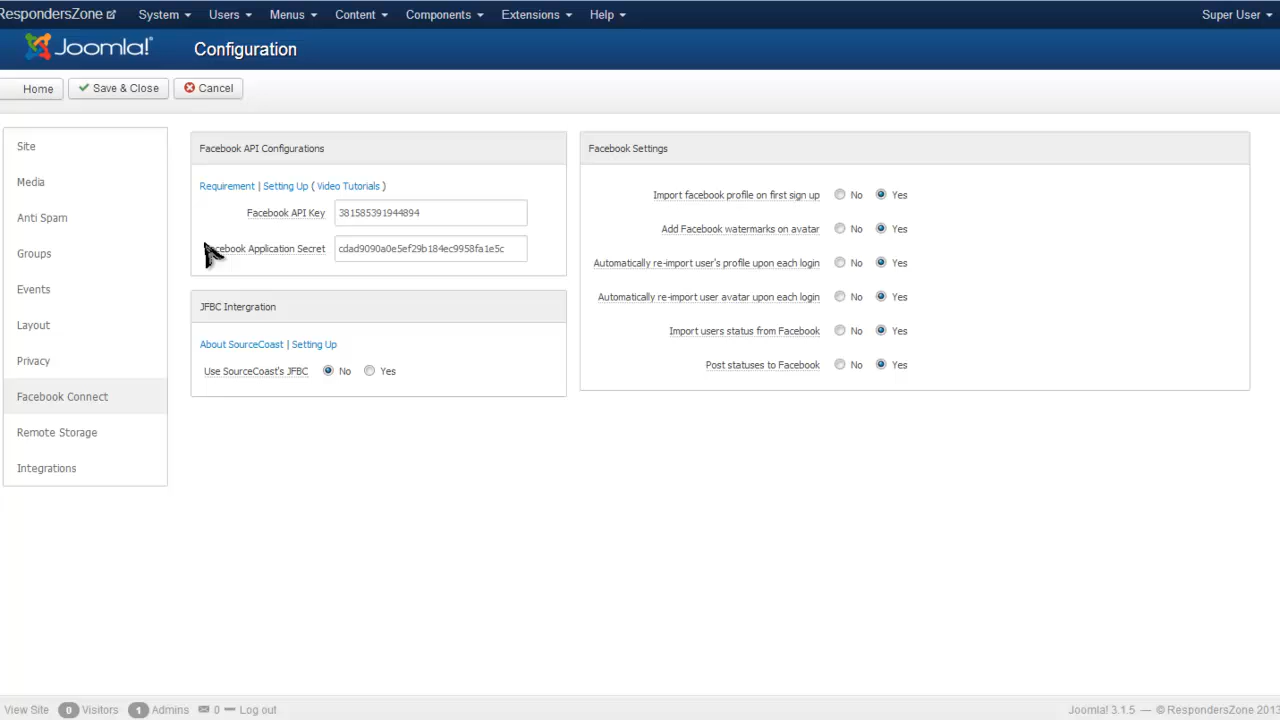 RespondersZone System Users Menus Content Components Extensions Help Super User
Joomla! Configuration
Home Save & Close Cancel
Site
Media
Anti Spam
Groups
Events
Layout
Privacy
Facebook Connect
Remote Storage
Integrations
Facebook API Configurations
Requirement | Setting Up ( Video Tutorials )
Facebook API Key 381585391944894
Facebook Application Secret cdad9090a0e5ef29b184ec9958fa1e5c
JFBC Intergration
About SourceCoast | Setting Up
Use SourceCoast's JFBC No Yes
Facebook Settings
Import facebook profile on first sign up No Yes
Add Facebook watermarks on avatar No Yes
Automatically re-import user's profile upon each login No Yes
Automatically re-import user avatar upon each login No Yes
Import users status from Facebook No Yes
Post statuses to Facebook No Yes
View Site 0 Visitors 1 Admins 0 Log out Joomla! 3.1.5 — © RespondersZone 2013